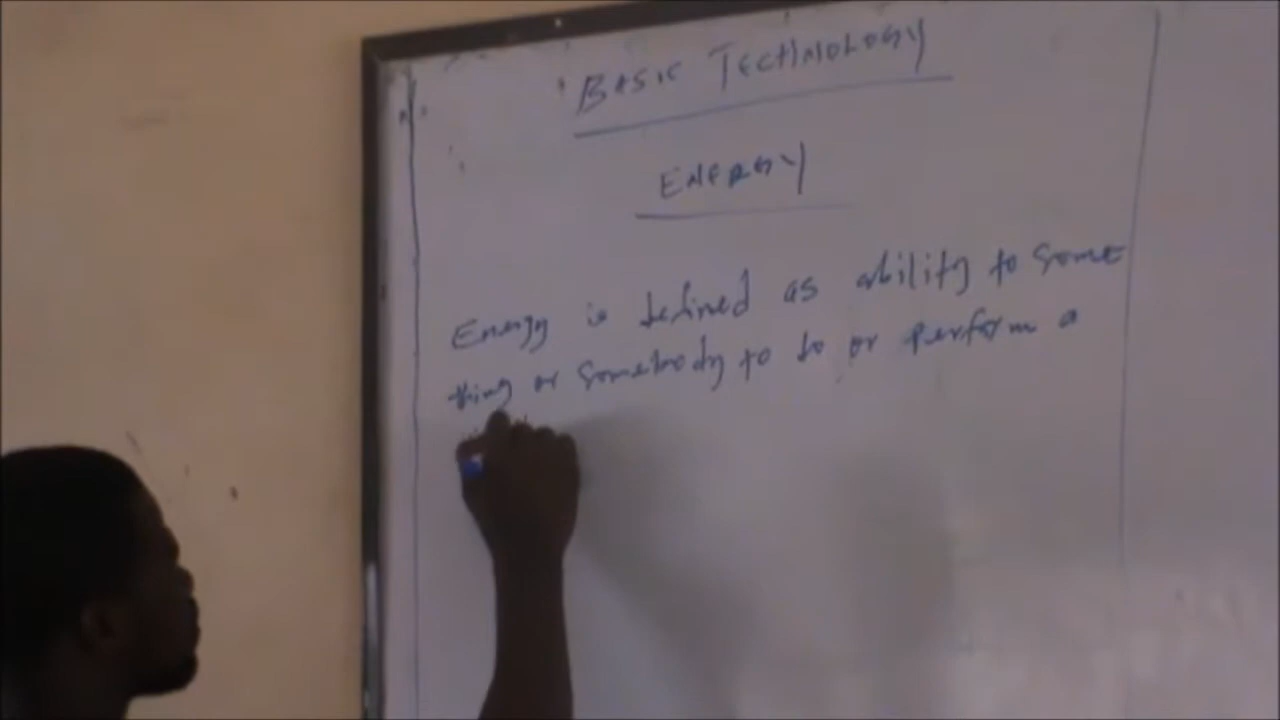 BASIC TECHNOLOGY
ENERGY
Energy is defined as ability to some
thing or somebody to do or perform a